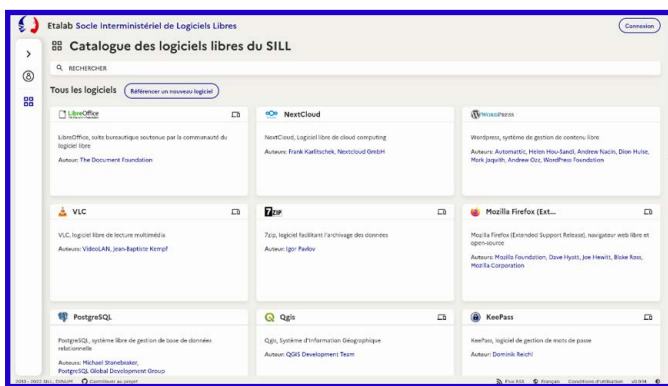 Etalab Socle Interministériel de Logiciels Libres
Connexion
Catalogue des logiciels libres du SILL
RECHERCHER
Tous les logiciels
Référencer un nouveau logiciel
LibreOffice
LibreOffice, suite bureautique soutenue par la communauté du
logiciel libre
Auteur: The Document Foundation
NextCloud
NextCloud, Logiciel libre de cloud computing
Auteurs: Frank Karlitschek, Nextcloud GmbH
WORDPRESS
Wordpress, système de gestion de contenu libre
Auteurs: Automattic, Helen Hou-Sandi, Andrew Nacin, Dion Hulse,
Mark Jaquith, Andrew Ozz, WordPress Foundation
VLC
VLC, logiciel libre de lecture multimédia
Auteurs: VideoLAN, Jean-Baptiste Kempf
7ZIP
7zip, logiciel facilitant l'archivage des données
Auteur: Igor Pavlov
Mozilla Firefox (Ext...
Mozilla Firefox (Extended Support Release), navigateur web libre et
open-source
Auteurs: Mozilla Foundation, Dave Hyatt, Joe Hewitt, Blake Ross,
Mozilla Corporation
PostgreSQL
PostgreSQL, système libre de gestion de base de données
relationnelle
Auteurs: Michael Stonebraker,
PostgreSQL Global Development Group
Qgis
Qgis, Système d'Information Géographique
Auteur: QGIS Development Team
KeePass
KeePass, logiciel de gestion de mots de passe
Auteur: Dominik Reichl
2013 - 2022 SILL, DINUM
Contribuer au projet
Flux RSS
Français
Conditions d'utilisation